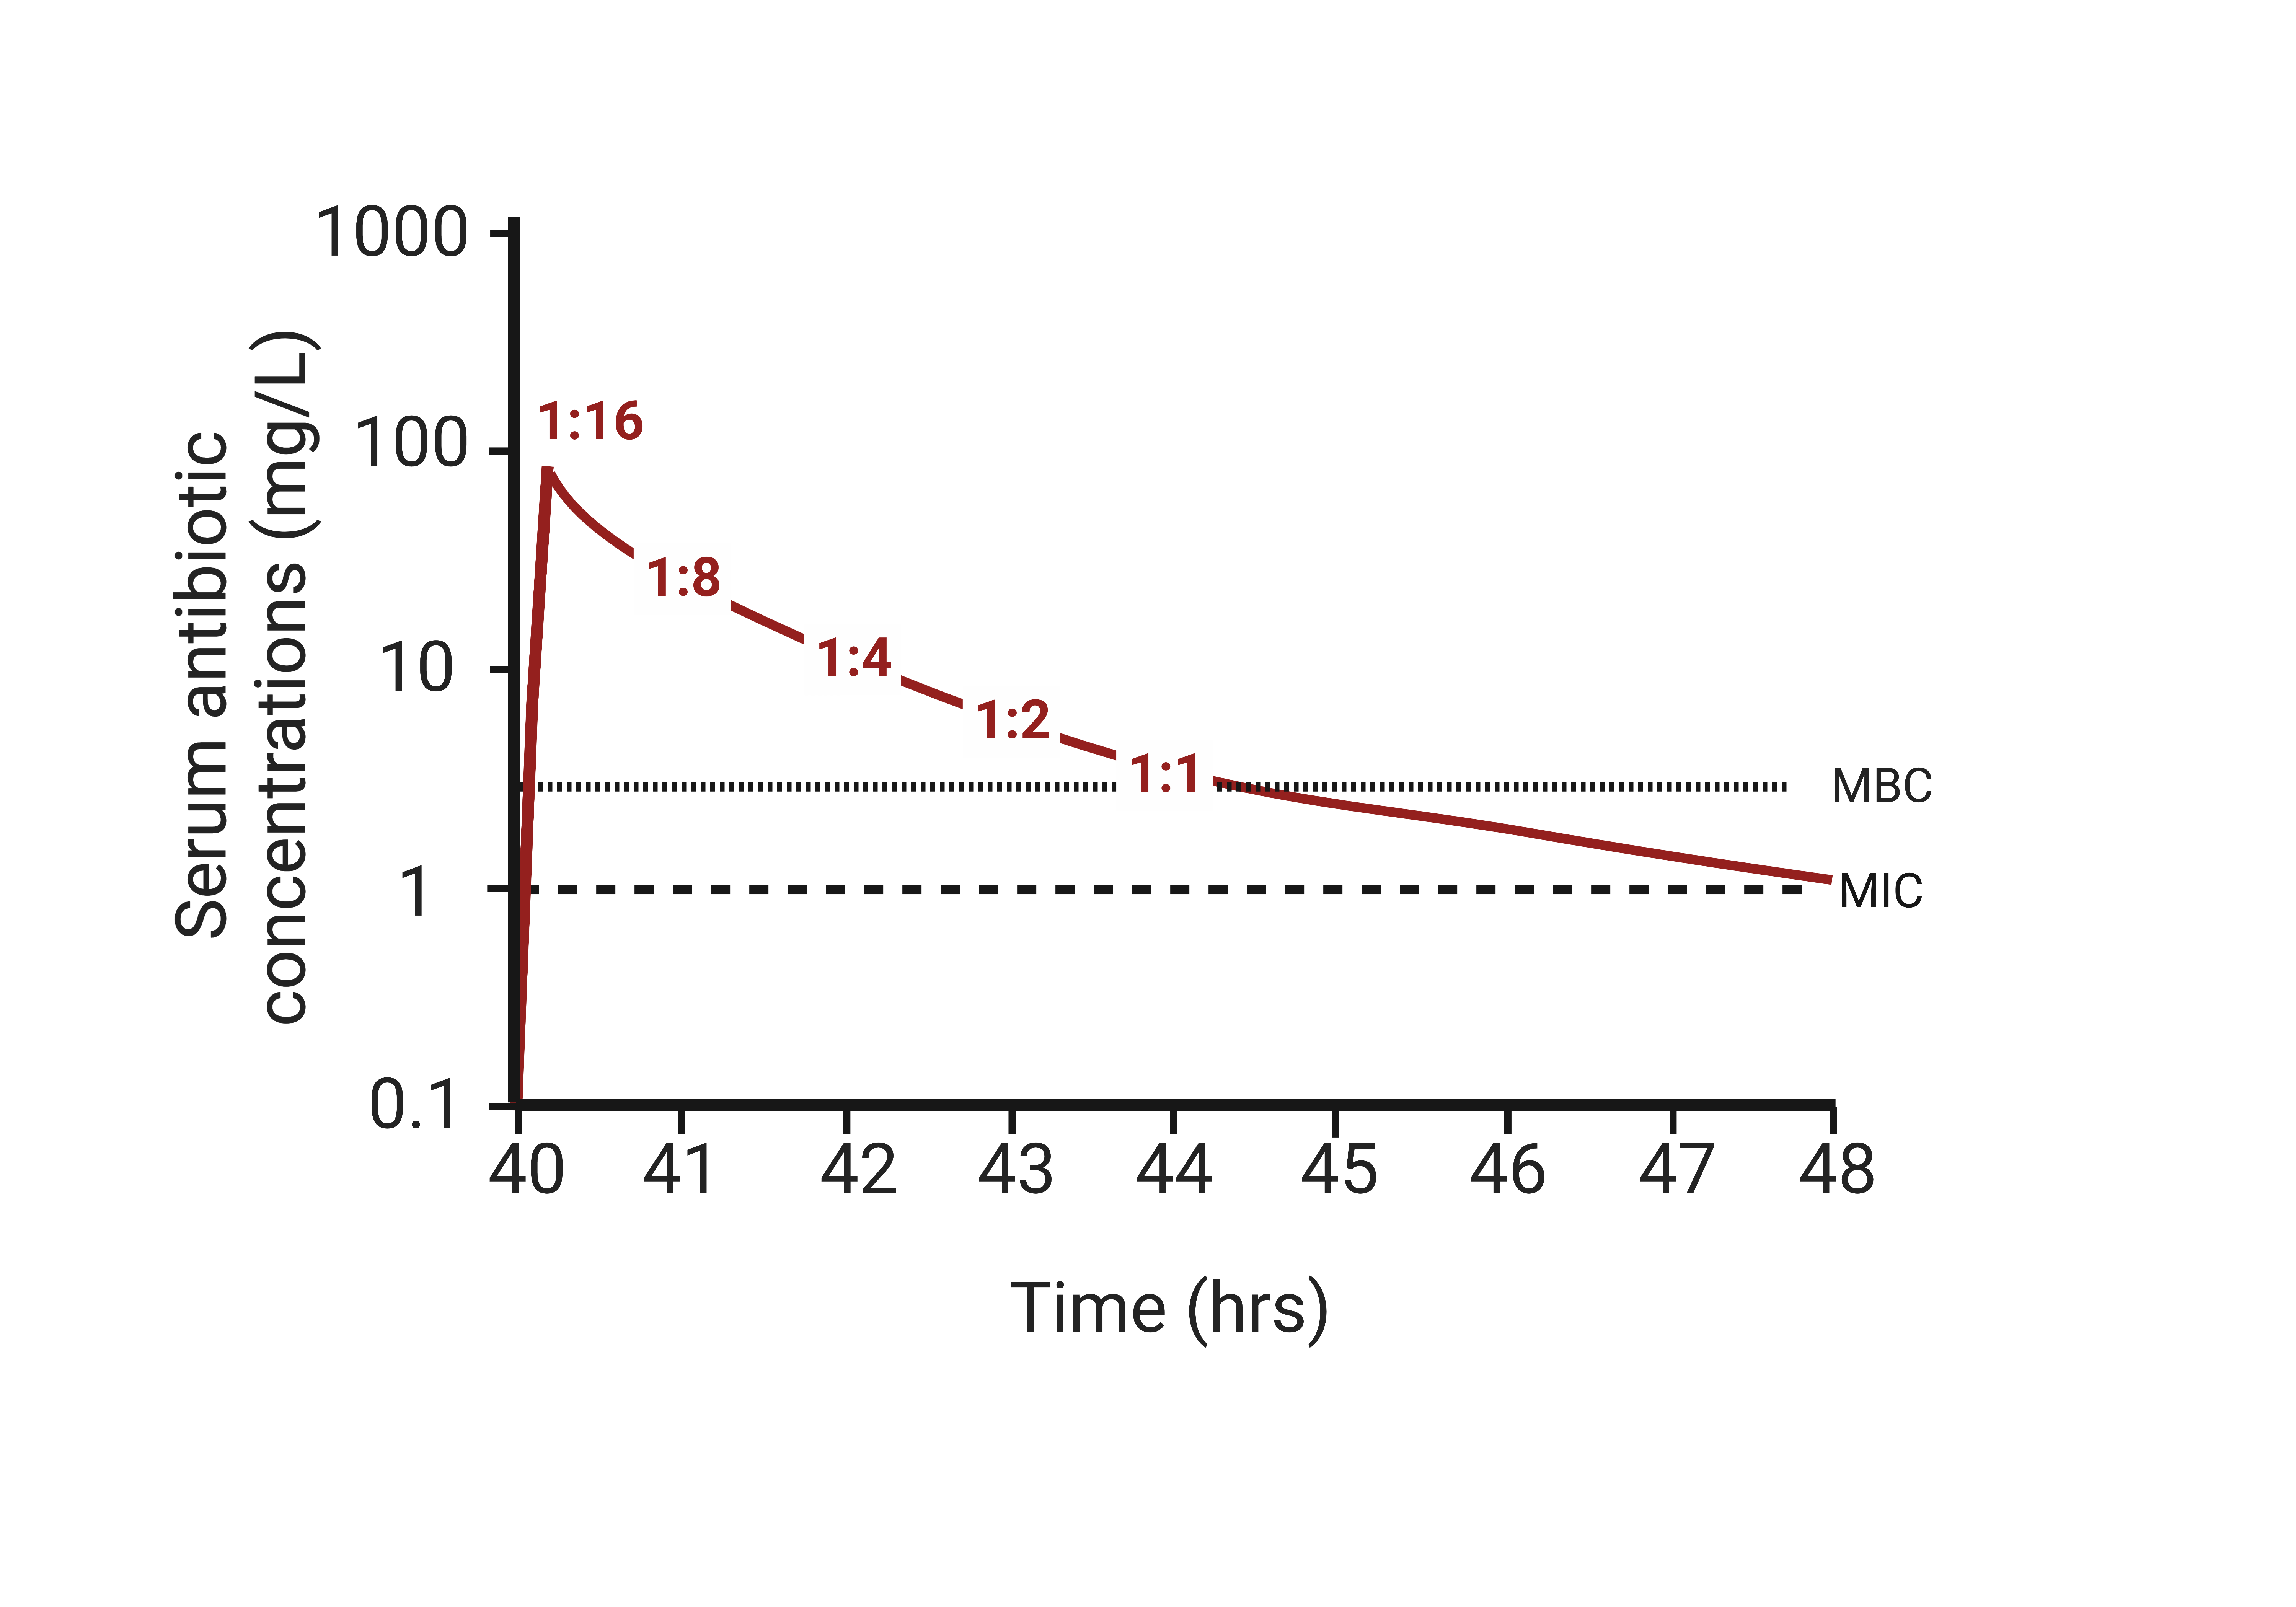 Serum antibiotic
concentrations (mg/L)
1000
100
10
1
0.1
1:16
1:8
1:4
1:2
1:1
MBC
MIC
40 41 42 43 44 45 46 47 48
Time (hrs)